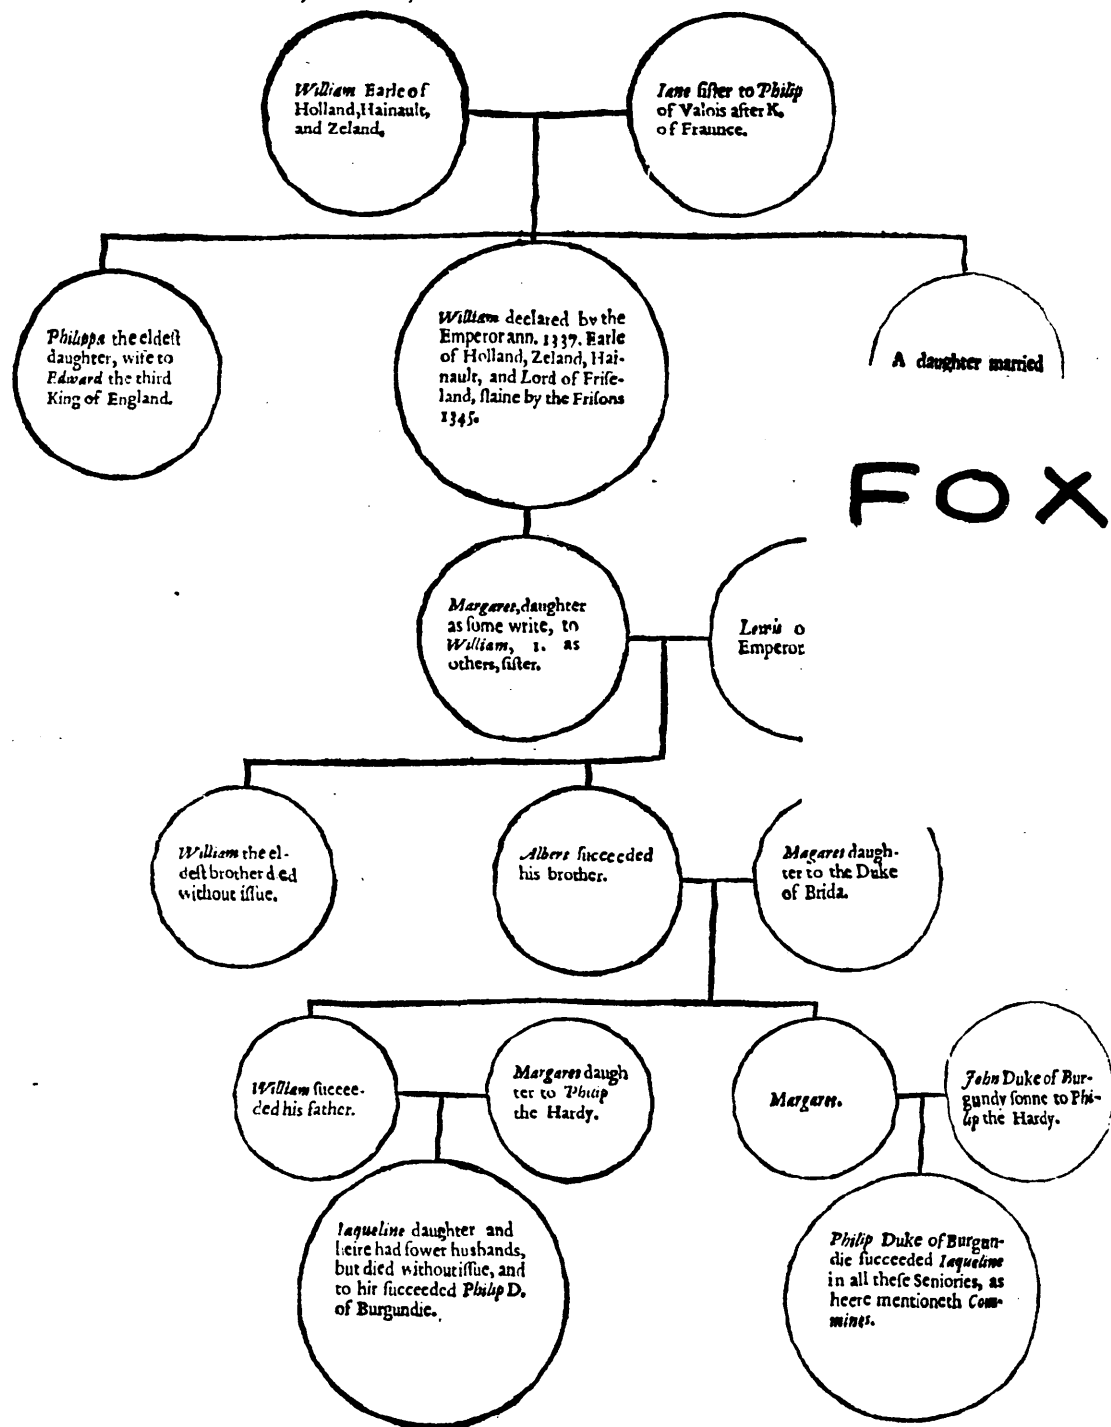 William Earle of
Holland, Hainault,
and Zeland.
Iane ſiſter to Philip
of Valois after K.
of Fraunce.
Philippa the eldeſt
daughter, wife to
Edward the third
King of England.
William declared by the
Emperor ann. 1337. Earle
of Holland, Zeland, Hai-
nault, and Lord of Friſe-
land, ſlaine by the Friſons
1345.
A daughter married
FOX
Margaret, daughter
as ſome write, to
William, 1. as
others, ſiſter.
Lewis o
Emperor
William the el-
deſt brother died
without iſſue.
Albert ſucceeded
his brother.
Magaret daugh-
ter to the Duke
of Brida.
William ſuccee-
ded his father.
Margaret daugh
ter to Philip
the Hardy.
Margaret.
John Duke of Bur-
gundy ſonne to Phi-
lip the Hardy.
Iaqueline daughter and
heire had fower husbands,
but died without iſſue, and
to hir ſucceeded Philip D.
of Burgundie.
Philip Duke of Burgun-
die ſucceeded Iaqueline
in all theſe Seniories, as
heere mentioneth Com-
mines.